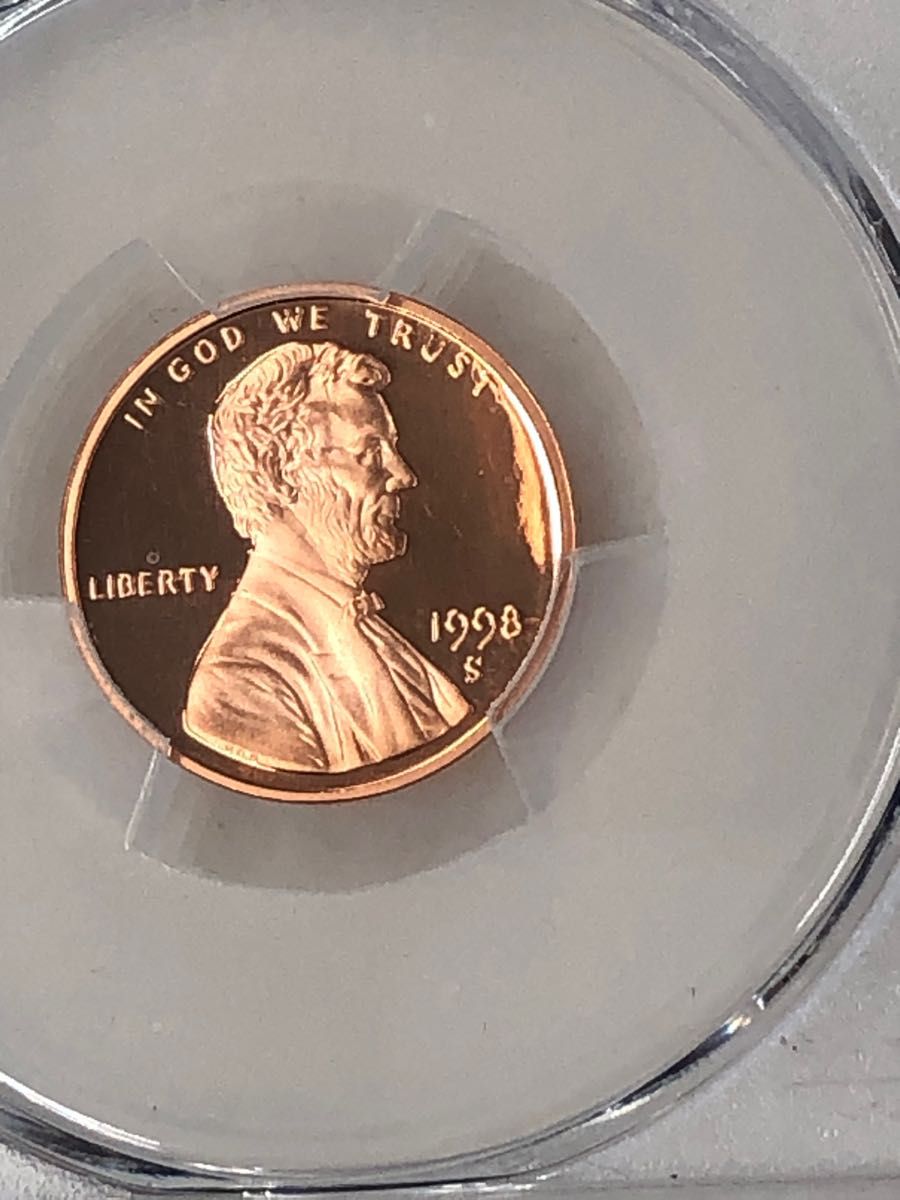 IN GOD WE TRUST
LIBERTY
1998
S